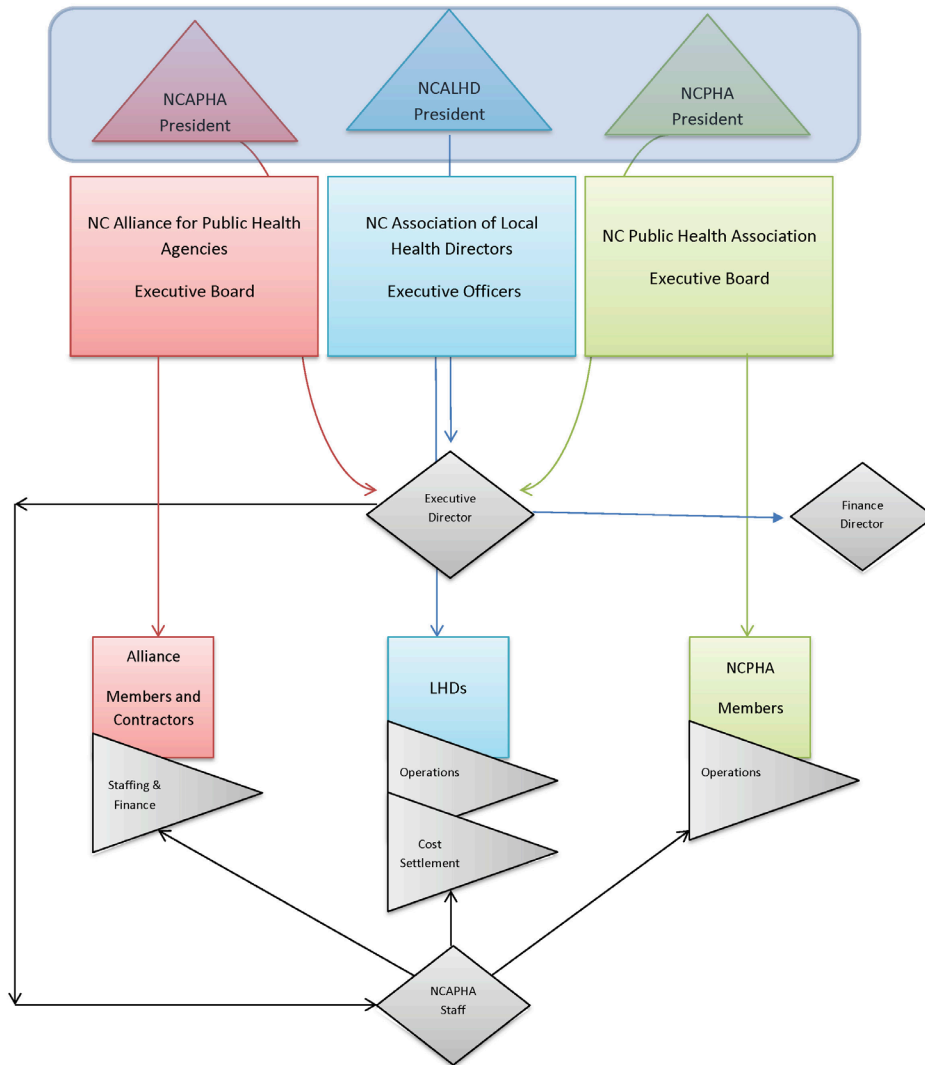 NCAPHA
President
NCALHD
President
NCPHA
President
NC Alliance for Public Health
Agencies
Executive Board
NC Association of Local
Health Directors
Executive Officers
NC Public Health Association
Executive Board
Executive
Director
Finance
Director
Alliance
Members and
Contractors
LHDs
NCPHA
Members
Staffing &
Finance
Operations
Operations
Cost
Settlement
NCAPHA
Staff